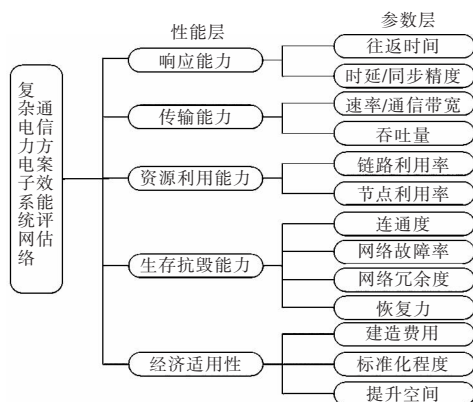 性能层
参数层
复杂电力电子系统网络
通信方案效能评估
响应能力
往返时间
时延/同步精度
传输能力
速率/通信带宽
吞吐量
资源利用能力
链路利用率
节点利用率
生存抗毁能力
连通度
网络故障率
网络冗余度
恢复力
经济适用性
建造费用
标准化程度
提升空间